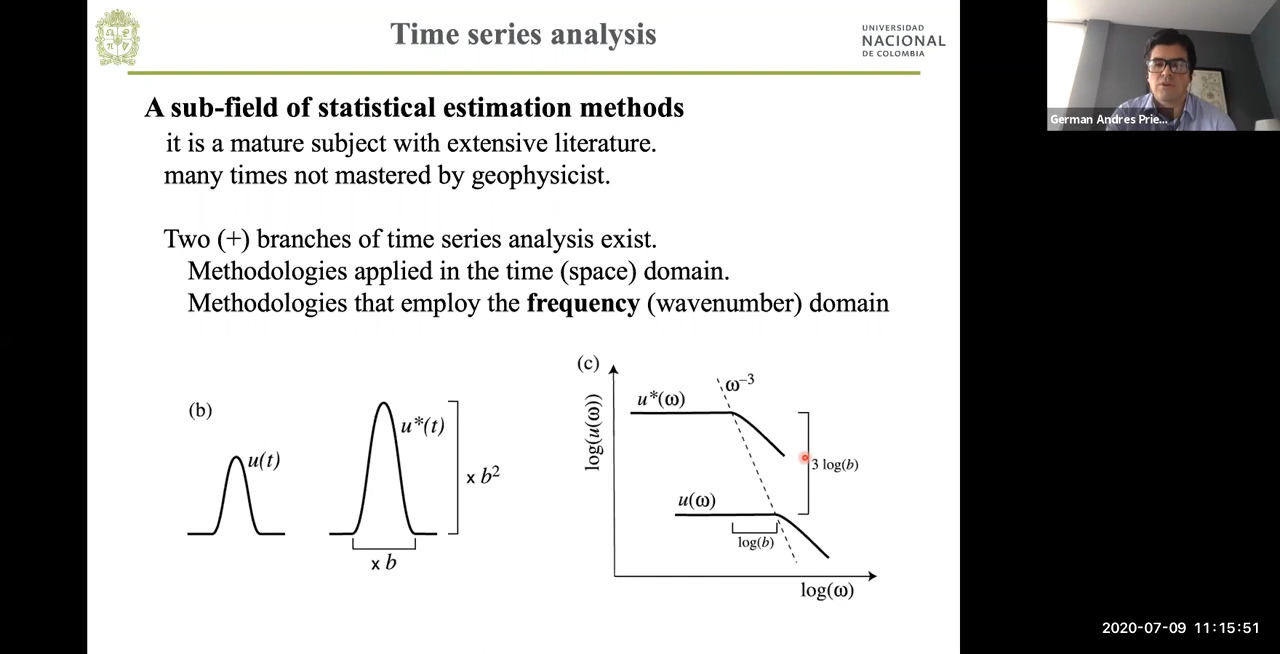 Time series analysis
UNIVERSIDAD
NACIONAL
DE COLOMBIA
German Andres Prie...
A sub-field of statistical estimation methods
it is a mature subject with extensive literature.
many times not mastered by geophysicist.
Two (+) branches of time series analysis exist.
Methodologies applied in the time (space) domain.
Methodologies that employ the frequency (wavenumber) domain
(b)
u(t)
u*(t)
x b²
x b
(c)
log(u(ω))
u*(ω)
ω⁻³
3 log(b)
u(ω)
log(b)
log(ω)
2020-07-09 11:15:51